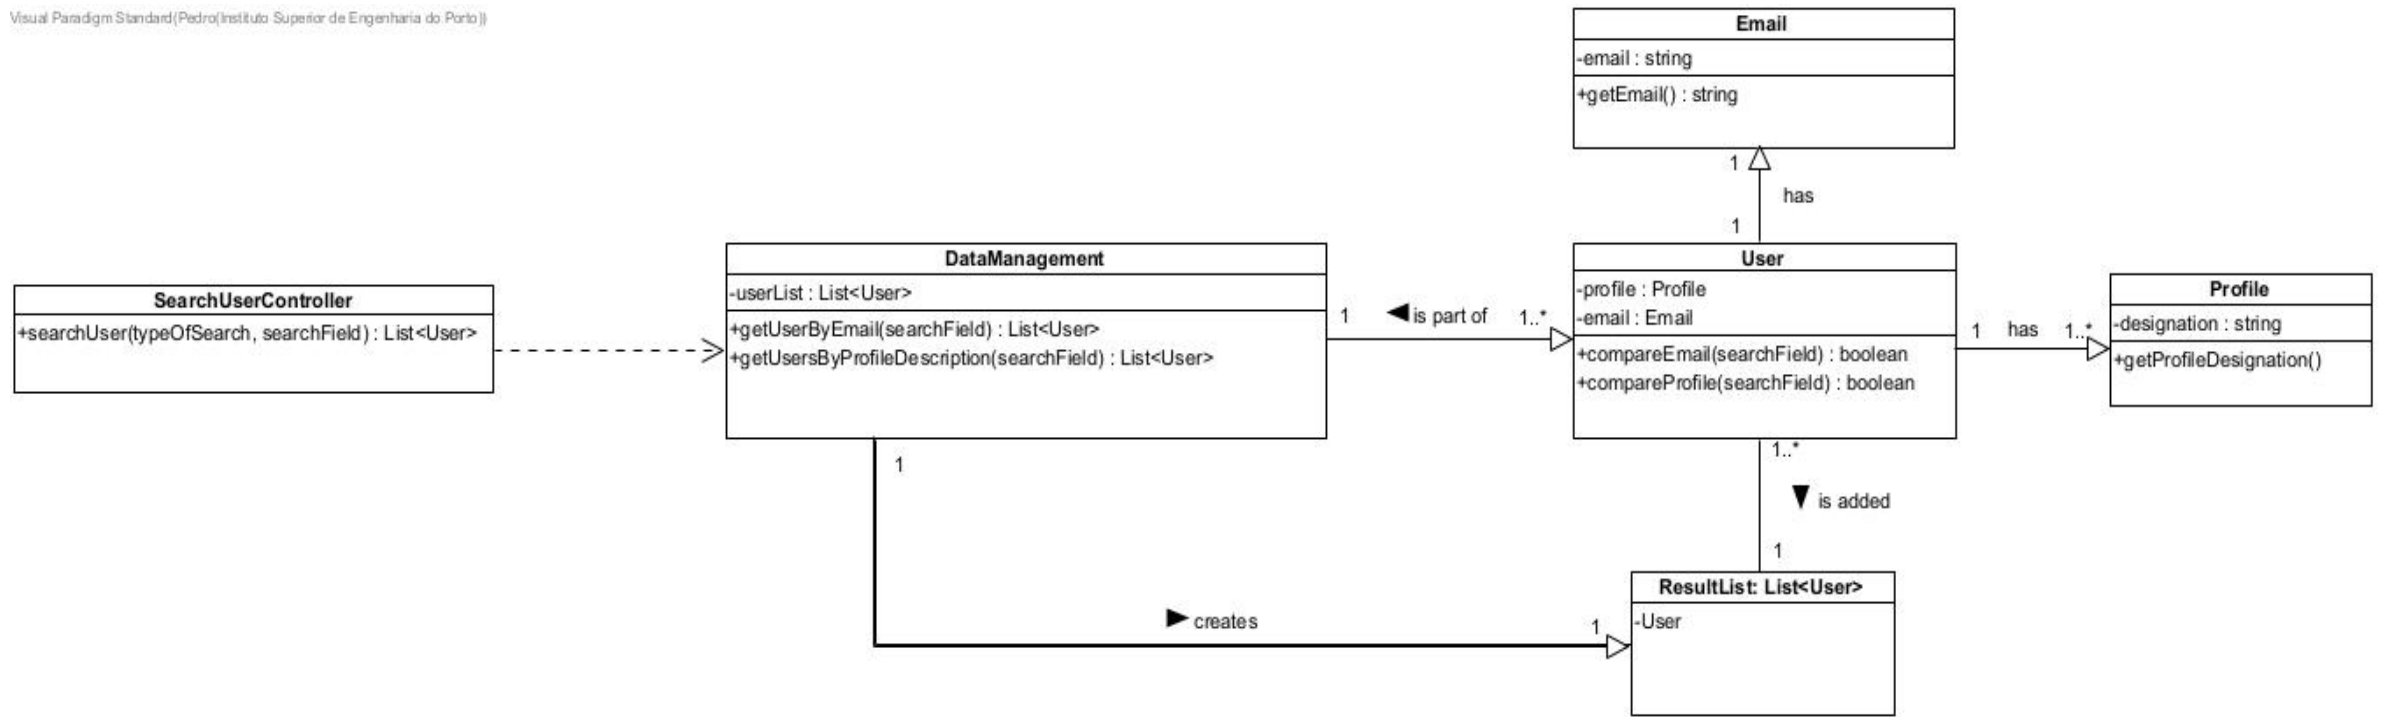 Visual Paradigm Standard(Pedro(Instituto Superior de Engenharia do Porto))
Email
-email : string
+getEmail() : string
1
has
1
SearchUserController
+searchUser(typeOfSearch, searchField) : List<User>
DataManagement
-userList : List<User>
+getUserByEmail(searchField) : List<User>
+getUsersByProfileDescription(searchField) : List<User>
1
is part of
1..*
User
-profile : Profile
-email : Email
+compareEmail(searchField) : boolean
+compareProfile(searchField) : boolean
1
has
1..*
Profile
-designation : string
+getProfileDesignation()
1..*
is added
1
1
creates
1
ResultList: List<User>
-User